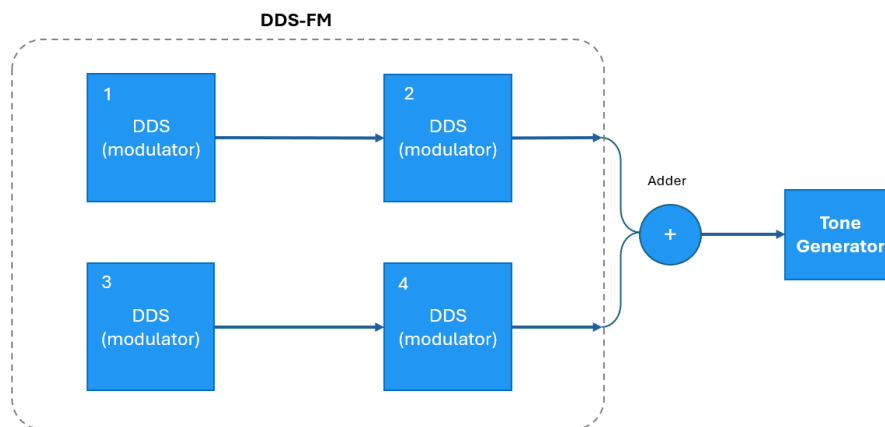 DDS-FM
1
DDS
(modulator)
2
DDS
(modulator)
3
DDS
(modulator)
4
DDS
(modulator)
Adder
+
Tone
Generator